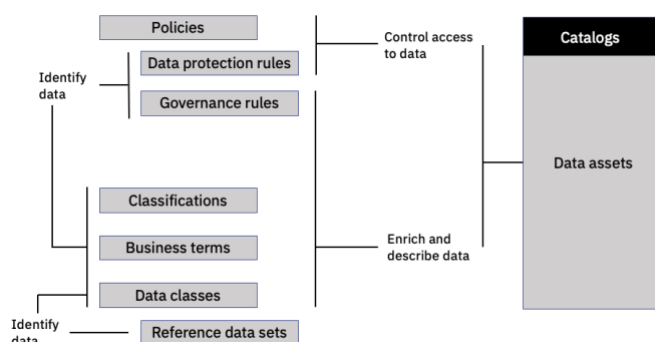 Policies
Control access
to data
Catalogs
Data protection rules
Identify
data
Governance rules
Data assets
Classifications
Business terms
Enrich and
describe data
Data classes
Identify
data
Reference data sets